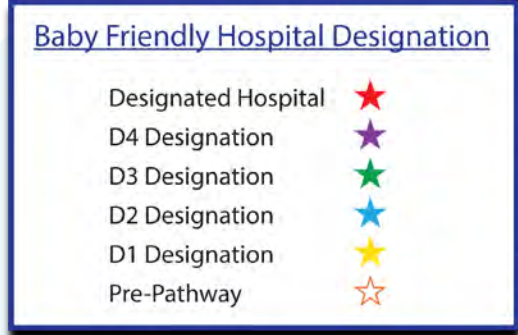 Baby Friendly Hospital Designation
Designated Hospital
D4 Designation
D3 Designation
D2 Designation
D1 Designation
Pre-Pathway